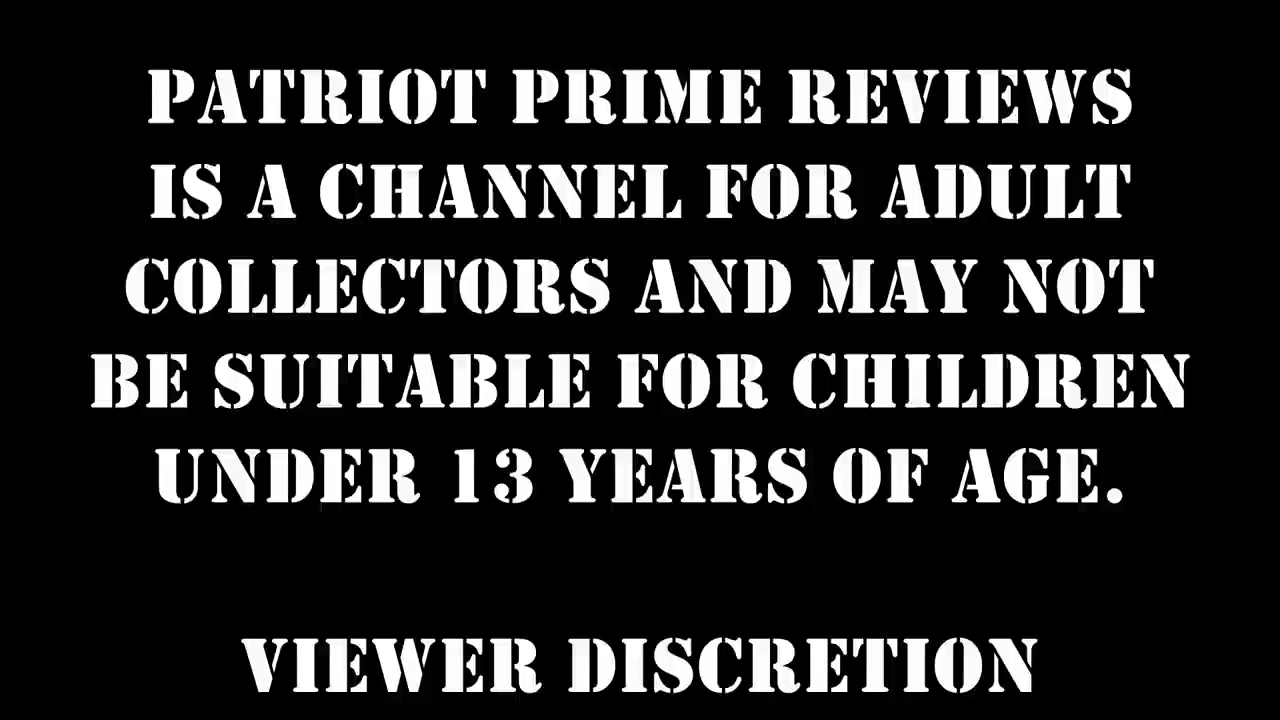 PATRIOT PRIME REVIEWS
IS A CHANNEL FOR ADULT
COLLECTORS AND MAY NOT
BE SUITABLE FOR CHILDREN
UNDER 13 YEARS OF AGE.
VIEWER DISCRETION